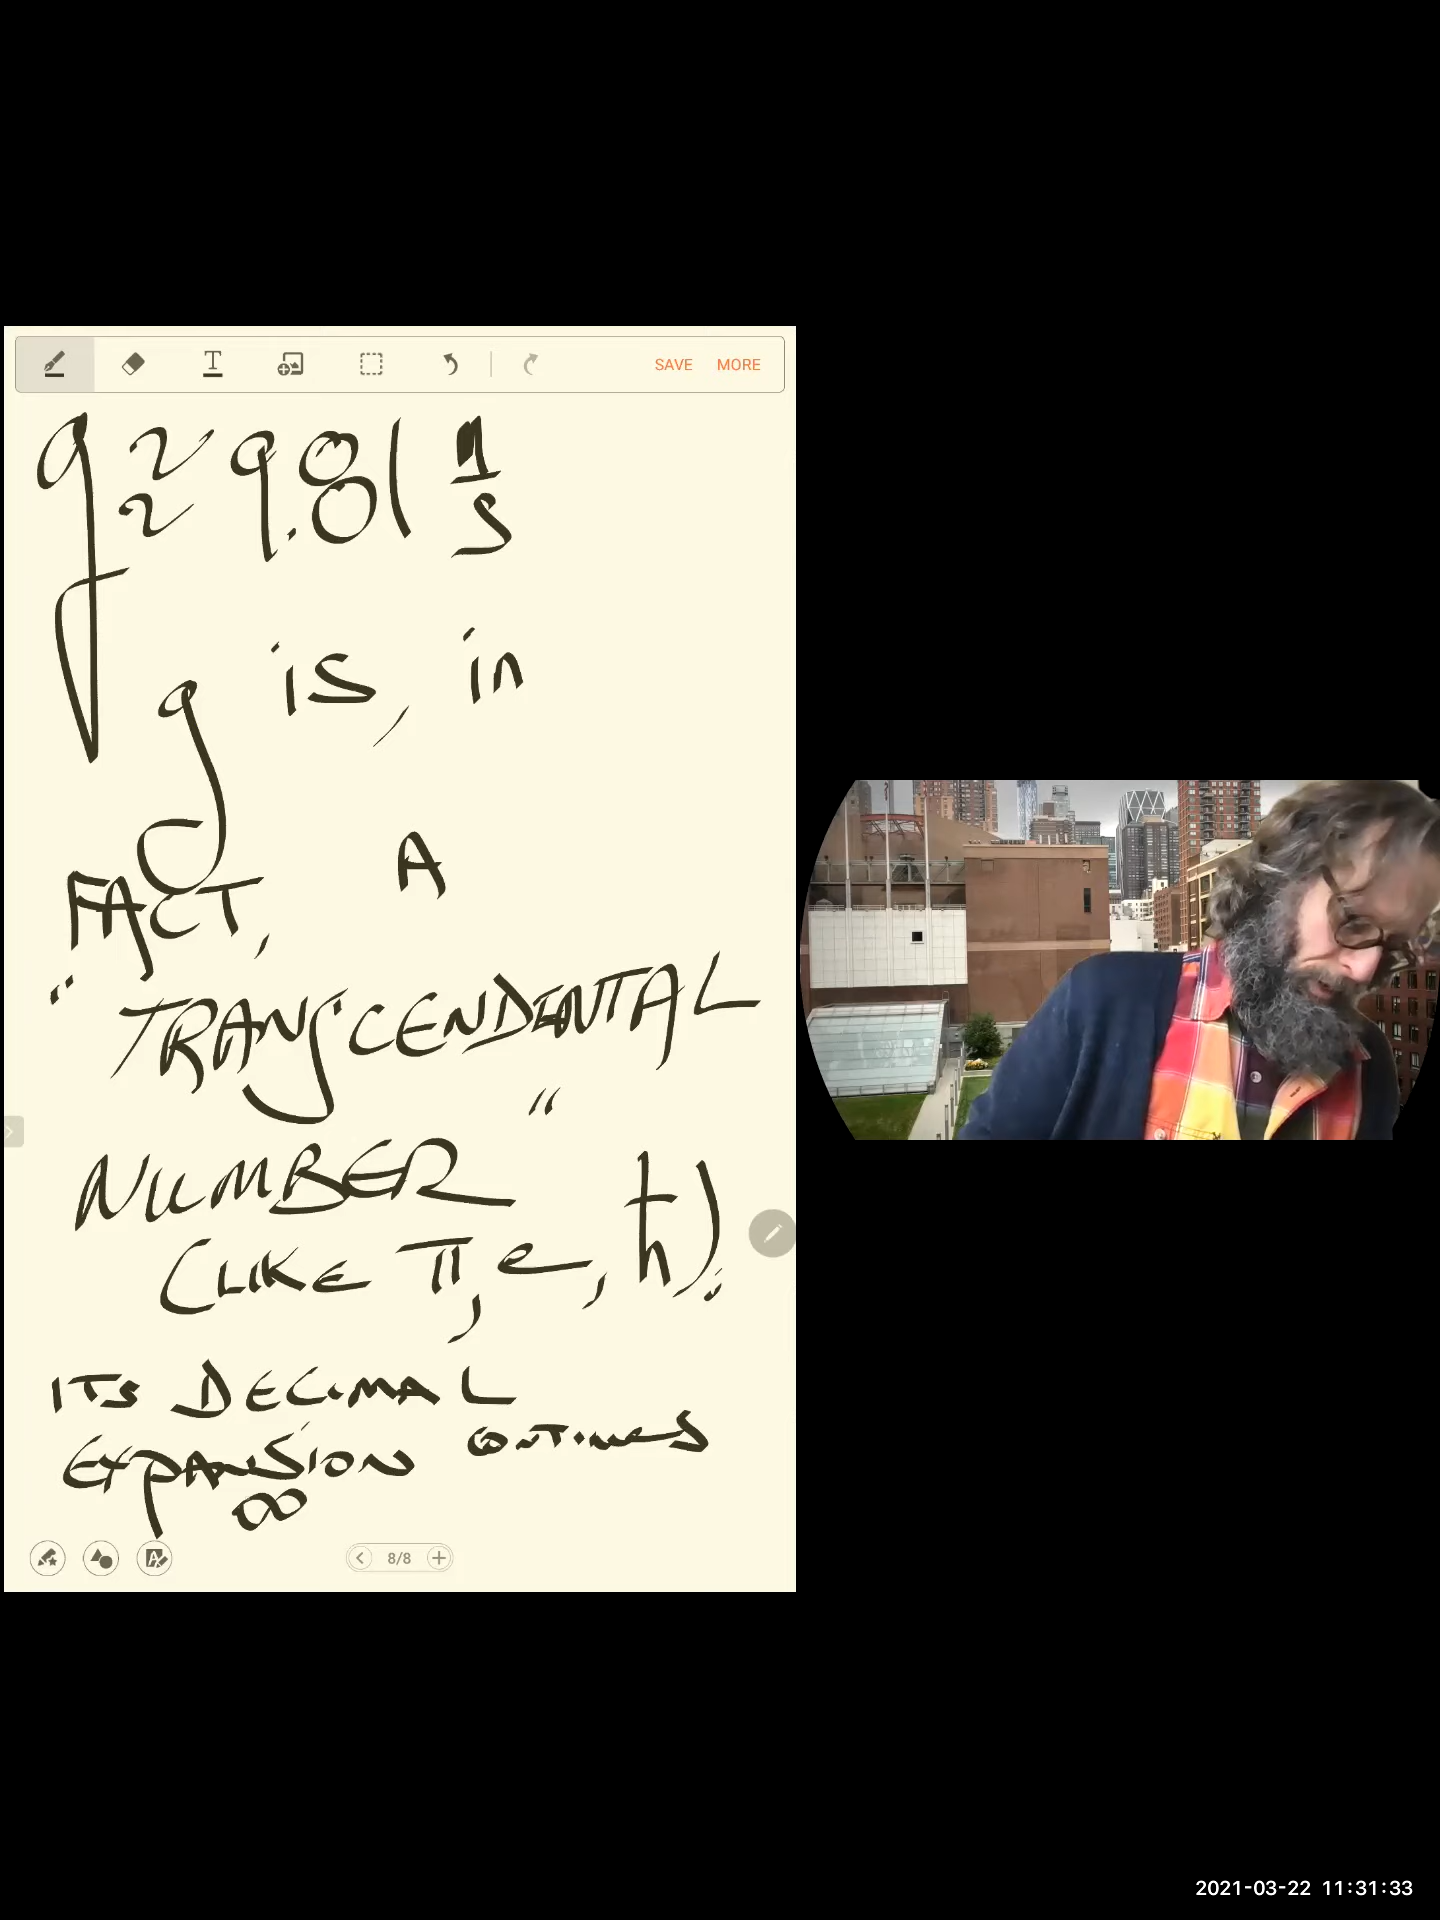 SAVE MORE
g ≈ 9.81 m/s
g is, in
FACT, A
"TRANSCENDENTAL
NUMBER"
(LIKE π, e, ħ).
ITS DECIMAL
EXPANSION CONTINUES
∞
8/8
2021-03-22 11:31:33